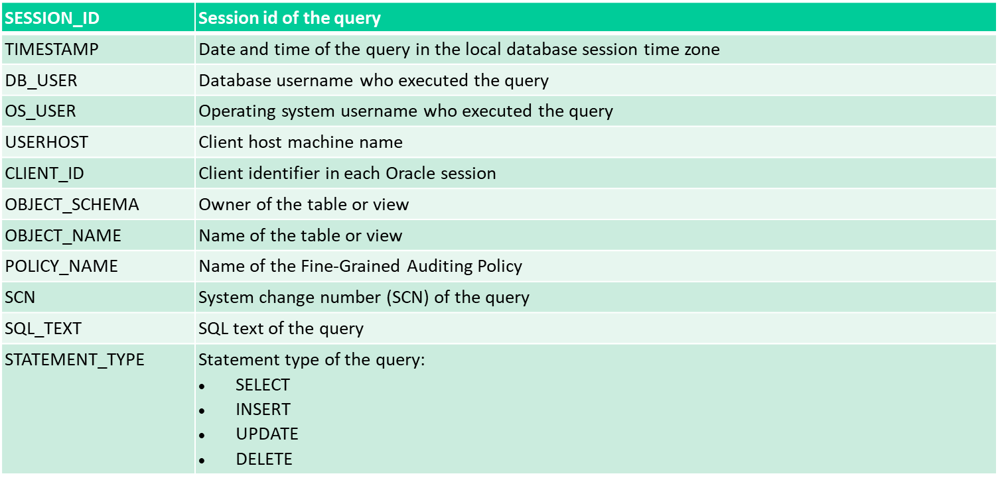 SESSION_ID Session id of the query
TIMESTAMP Date and time of the query in the local database session time zone
DB_USER Database username who executed the query
OS_USER Operating system username who executed the query
USERHOST Client host machine name
CLIENT_ID Client identifier in each Oracle session
OBJECT_SCHEMA Owner of the table or view
OBJECT_NAME Name of the table or view
POLICY_NAME Name of the Fine-Grained Auditing Policy
SCN System change number (SCN) of the query
SQL_TEXT SQL text of the query
STATEMENT_TYPE Statement type of the query:
• SELECT
• INSERT
• UPDATE
• DELETE